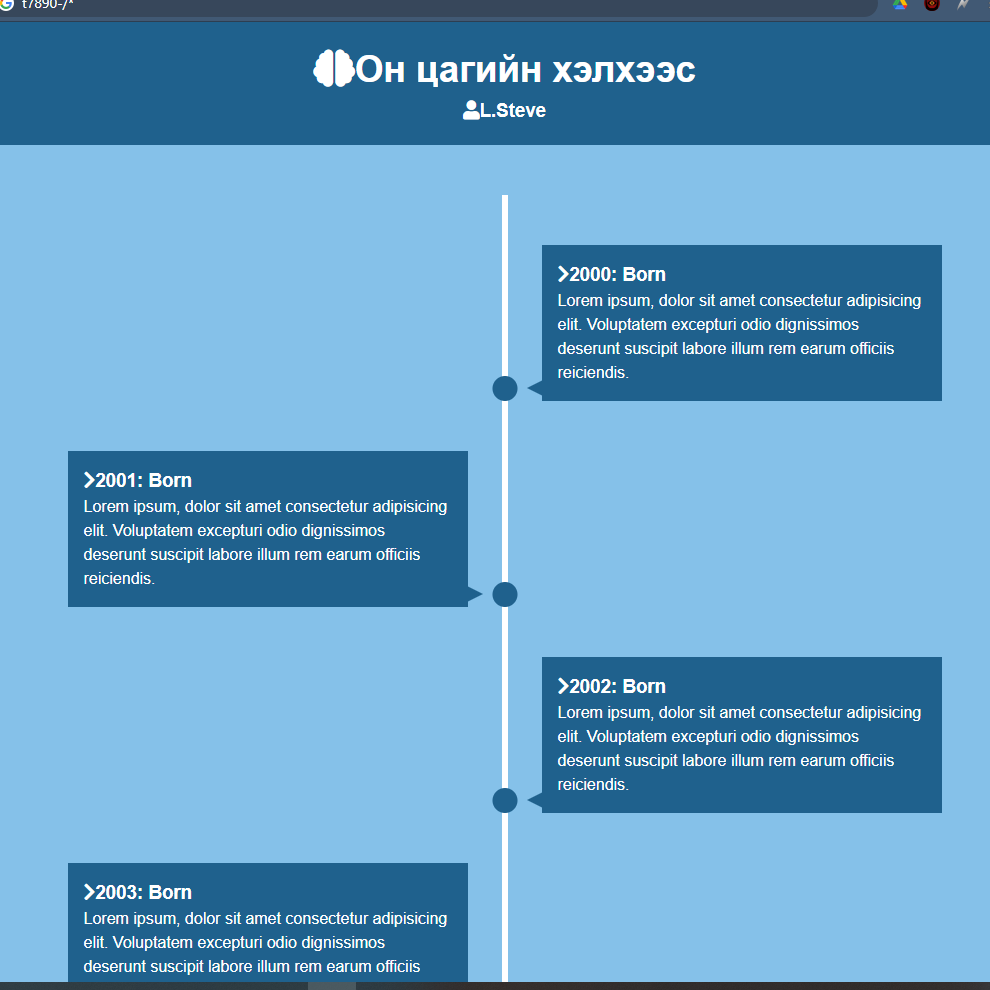 t7890-/*
Он цагийн хэлхээс
L.Steve
2000: Born
Lorem ipsum, dolor sit amet consectetur adipisicing
elit. Voluptatem excepturi odio dignissimos
deserunt suscipit labore illum rem earum officiis
reiciendis.
2001: Born
Lorem ipsum, dolor sit amet consectetur adipisicing
elit. Voluptatem excepturi odio dignissimos
deserunt suscipit labore illum rem earum officiis
reiciendis.
2002: Born
Lorem ipsum, dolor sit amet consectetur adipisicing
elit. Voluptatem excepturi odio dignissimos
deserunt suscipit labore illum rem earum officiis
reiciendis.
2003: Born
Lorem ipsum, dolor sit amet consectetur adipisicing
elit. Voluptatem excepturi odio dignissimos
deserunt suscipit labore illum rem earum officiis